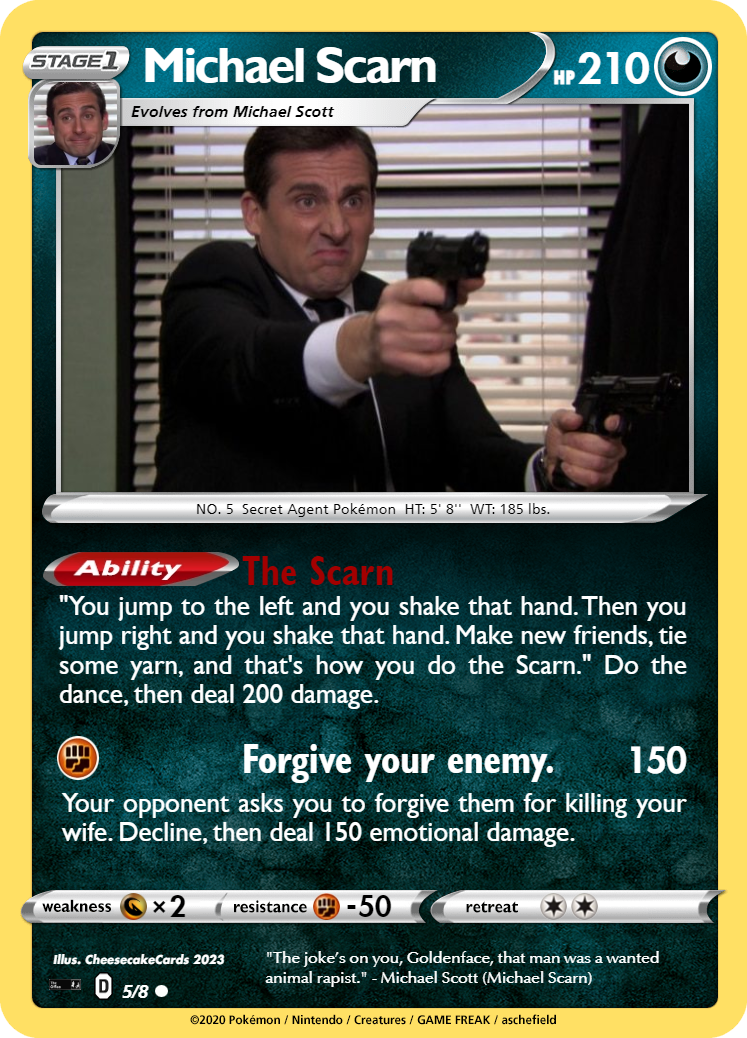 STAGE1 Michael Scarn HP210
Evolves from Michael Scott
NO. 5 Secret Agent Pokémon HT: 5' 8'' WT: 185 lbs.
Ability The Scarn
"You jump to the left and you shake that hand. Then you
jump right and you shake that hand. Make new friends, tie
some yarn, and that's how you do the Scarn." Do the
dance, then deal 200 damage.
Forgive your enemy. 150
Your opponent asks you to forgive them for killing your
wife. Decline, then deal 150 emotional damage.
weakness ×2 resistance -50 retreat
Illus. CheesecakeCards 2023
D 5/8
"The joke's on you, Goldenface, that man was a wanted
animal rapist." - Michael Scott (Michael Scarn)
©2020 Pokémon / Nintendo / Creatures / GAME FREAK / aschefield